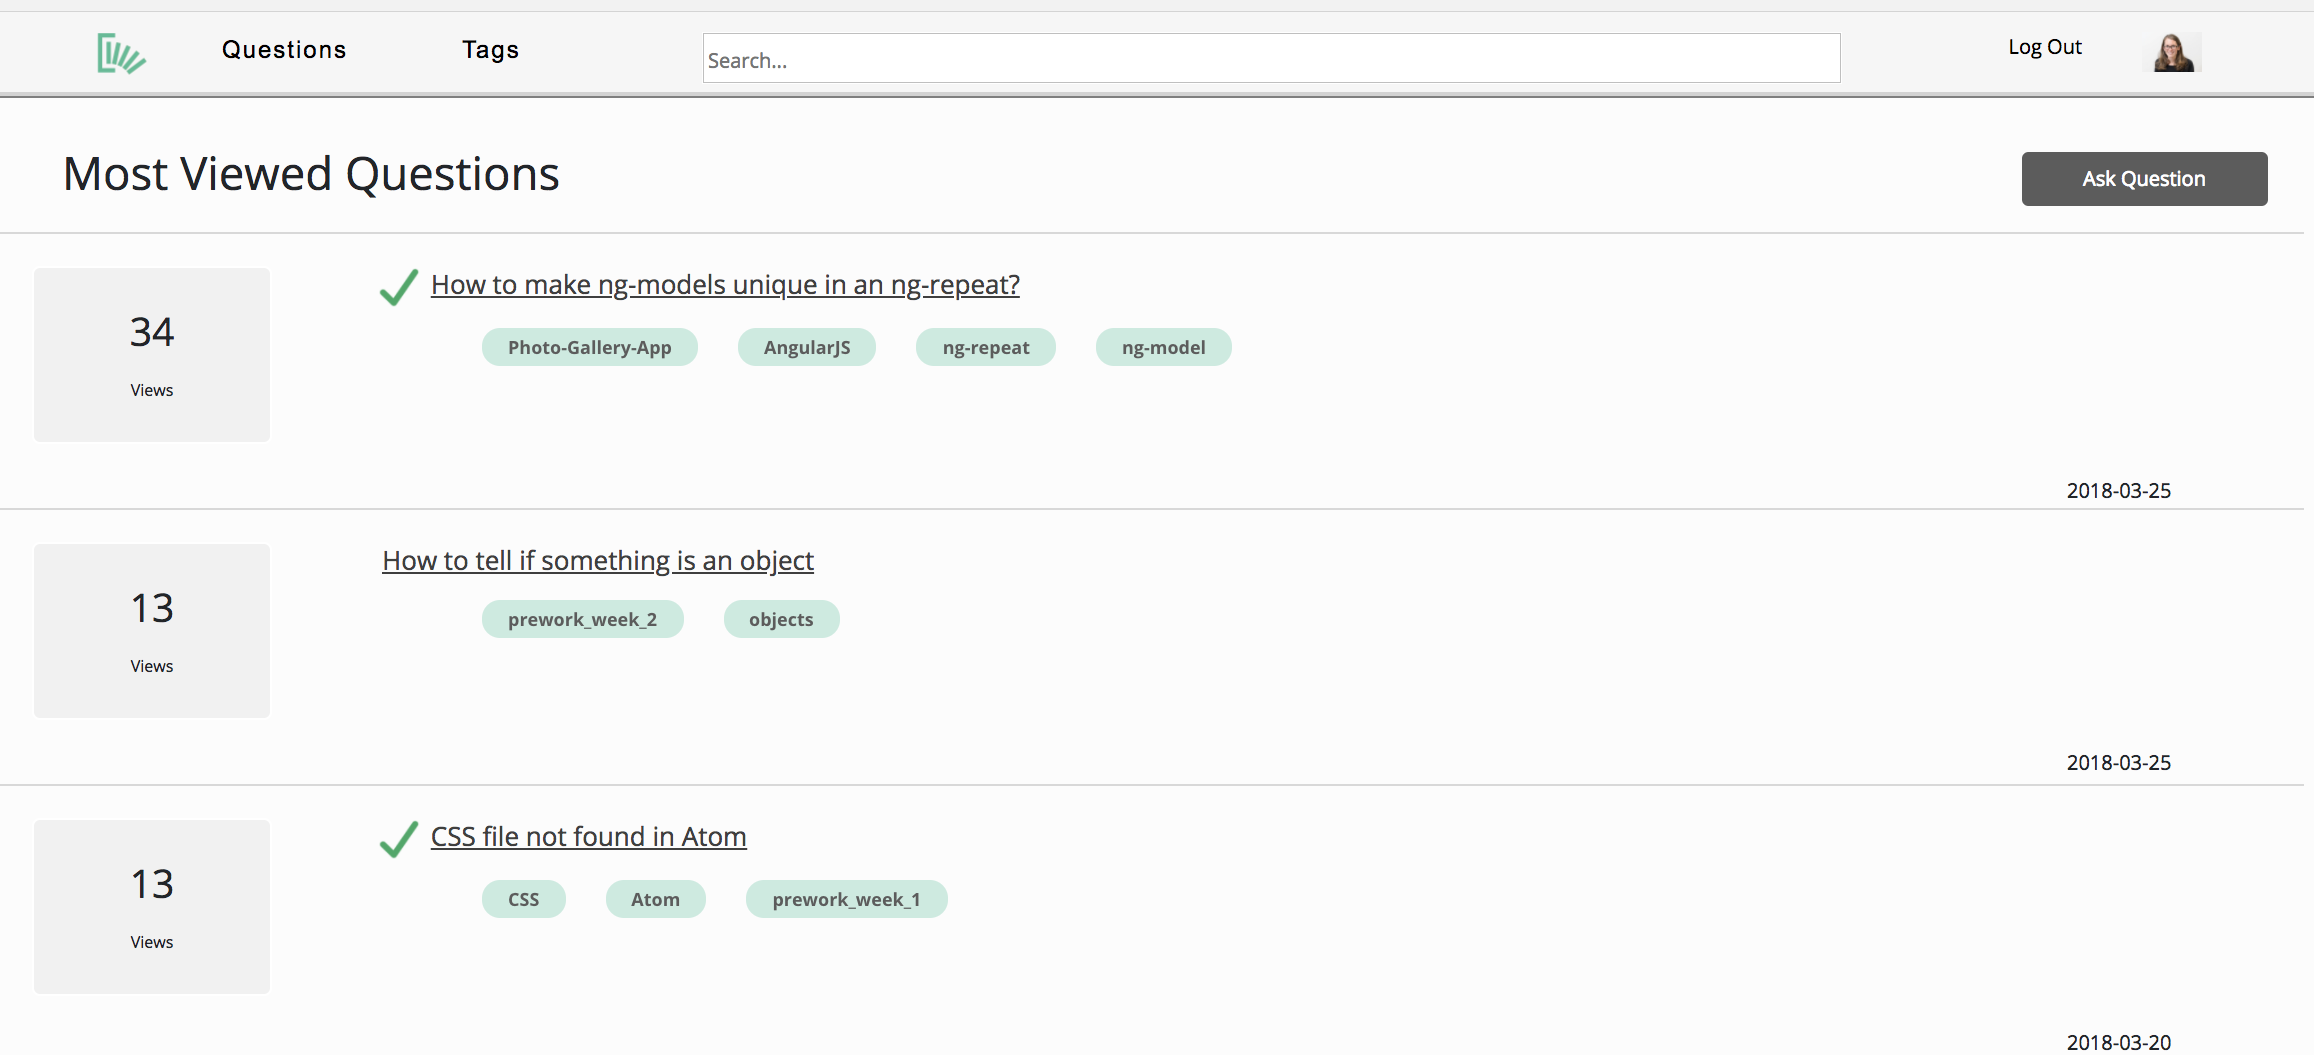 Questions Tags Search... Log Out
Most Viewed Questions
Ask Question
34
Views
How to make ng-models unique in an ng-repeat?
Photo-Gallery-App AngularJS ng-repeat ng-model
2018-03-25
13
Views
How to tell if something is an object
prework_week_2 objects
2018-03-25
13
Views
CSS file not found in Atom
CSS Atom prework_week_1
2018-03-20